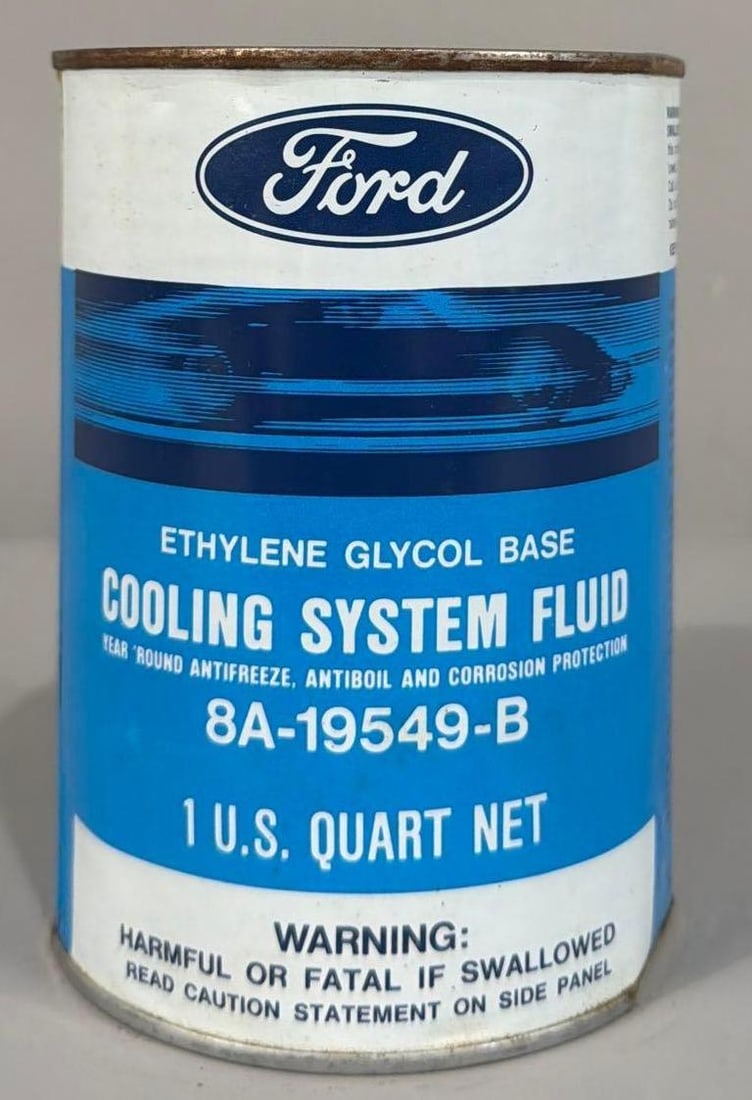 Ford
ETHYLENE GLYCOL BASE
COOLING SYSTEM FLUID
YEAR 'ROUND ANTIFREEZE, ANTIBOIL AND CORROSION PROTECTION
8A-19549-B
1 U.S. QUART NET
WARNING:
HARMFUL OR FATAL IF SWALLOWED
READ CAUTION STATEMENT ON SIDE PANEL